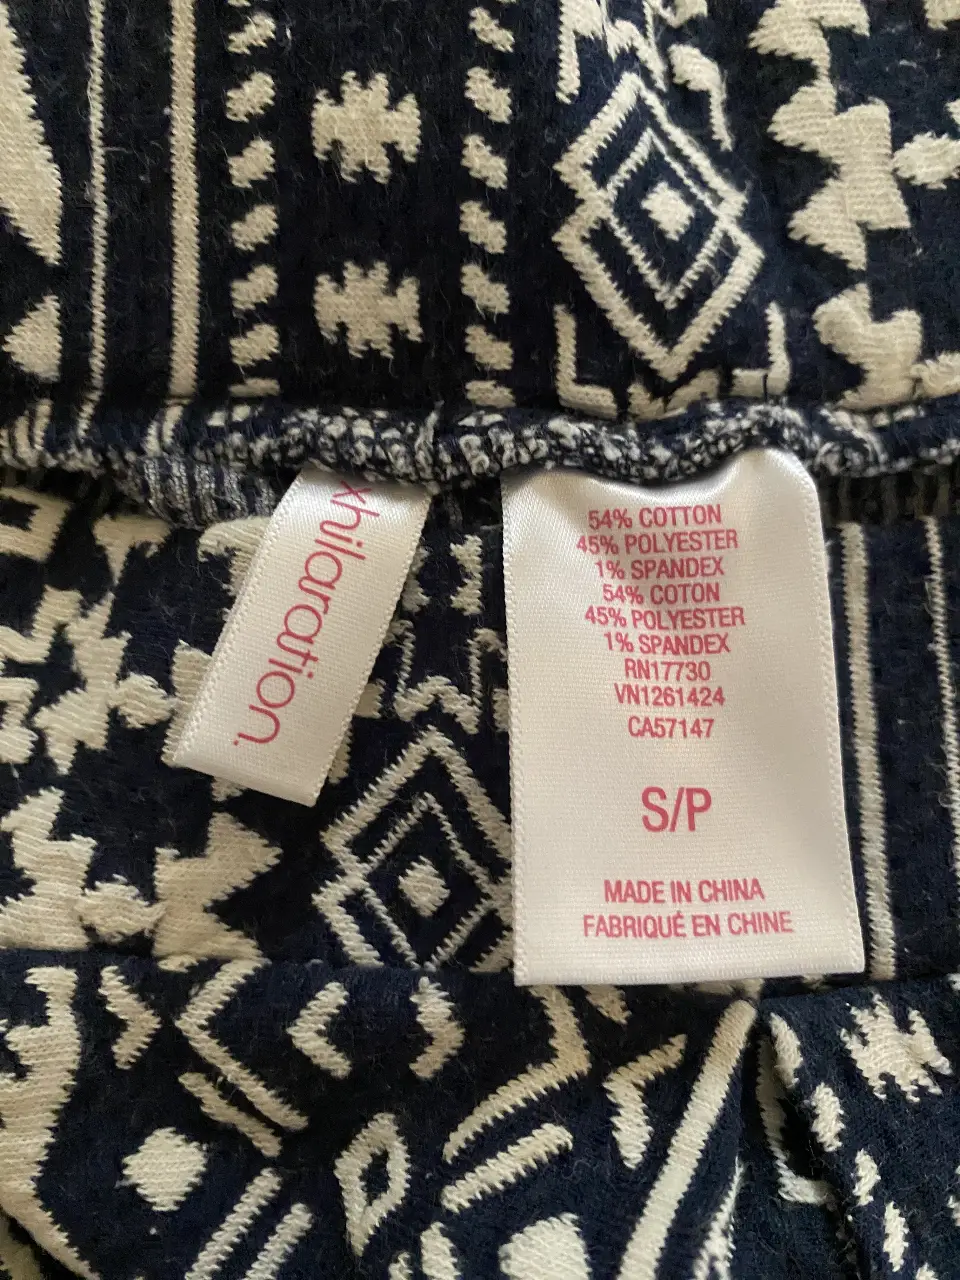 xhilaration.
54% COTTON
45% POLYESTER
1% SPANDEX
54% COTON
45% POLYESTER
1% SPANDEX
RN17730
VN1261424
CA57147
S/P
MADE IN CHINA
FABRIQUÉ EN CHINE